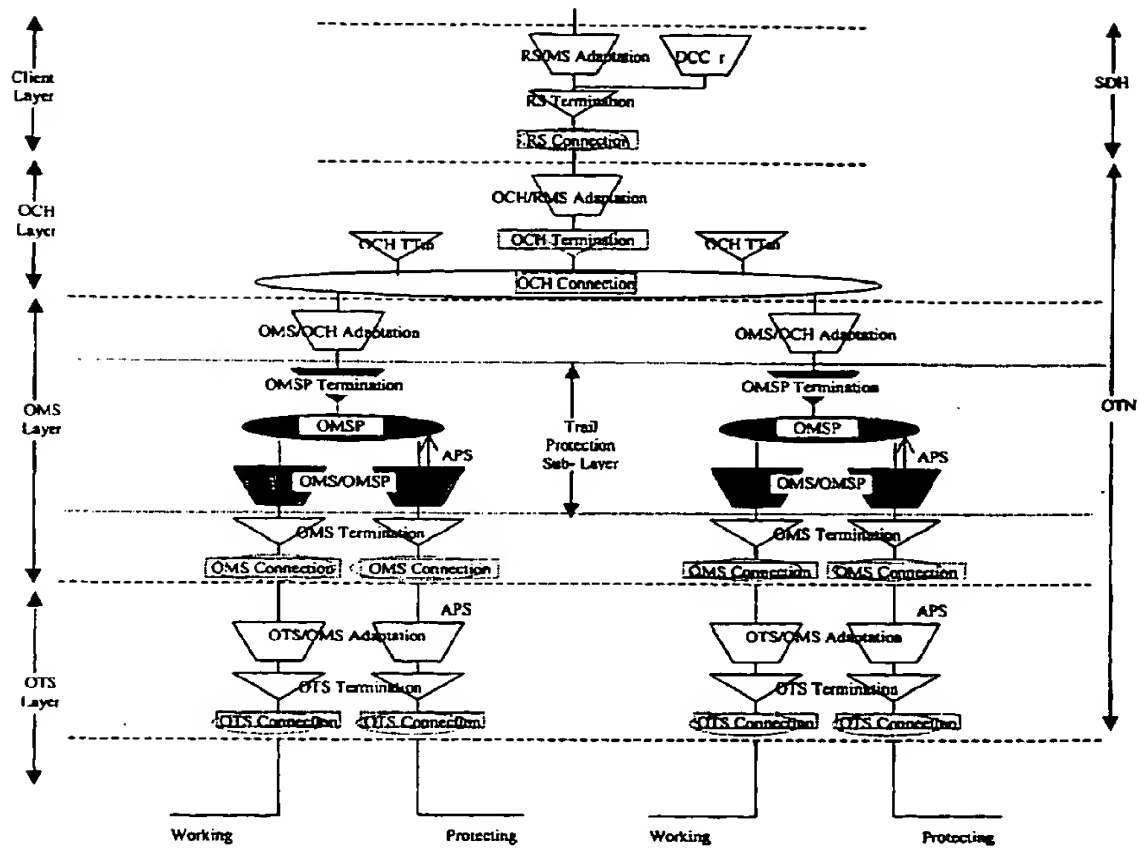 RS/MS Adaptation
DCC r
Client
Layer
SDH
RS Termination
RS Connection
OCH/RMS Adaptation
OCH
Layer
OCH Termination
OCH Connection
OMS/OCH Adaptation
OMS/OCH Adaptation
OMSP Termination
OMSP Termination
OMS
Layer
OTN
OMSP
Trail
Protection
Sub- Layer
OMSP
APS
APS
OMS/OMSP
OMS/OMSP
OMS Termination
OMS Termination
OMS Connection
OMS Connection
OMS Connection
OMS Connection
APS
APS
OTS/OMS Adaptation
OTS/OMS Adaptation
OTS
Layer
OTS Termination
OTS Termination
OTS Connection
OTS Connection
OTS Connection
OTS Connection
Working
Protecting
Working
Protecting